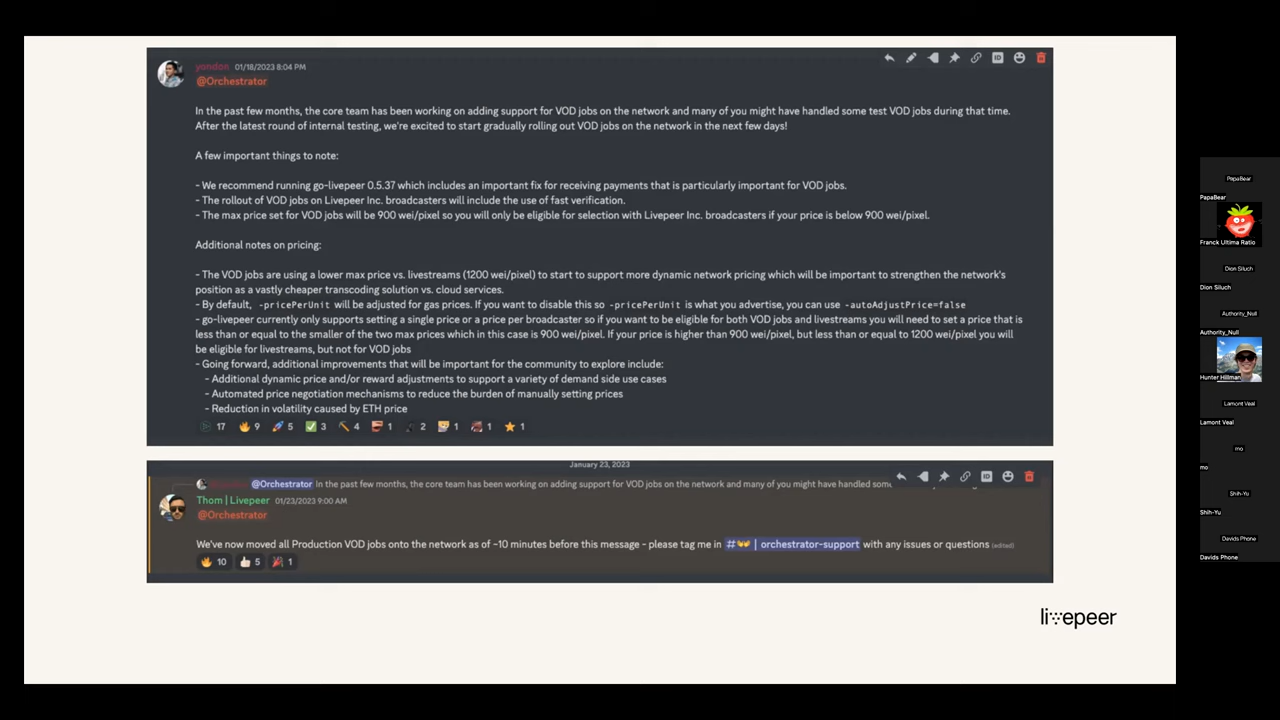 yondon 01/18/2023 8:04 PM
@Orchestrator
In the past few months, the core team has been working on adding support for VOD jobs on the network and many of you might have handled some test VOD jobs during that time.
After the latest round of internal testing, we're excited to start gradually rolling out VOD jobs on the network in the next few days!
A few important things to note:
- We recommend running go-livepeer 0.5.37 which includes an important fix for receiving payments that is particularly important for VOD jobs.
- The rollout of VOD jobs on Livepeer Inc. broadcasters will include the use of fast verification.
- The max price set for VOD jobs will be 900 wei/pixel so you will only be eligible for selection with Livepeer Inc. broadcasters if your price is below 900 wei/pixel.
Additional notes on pricing:
- The VOD jobs are using a lower max price vs. livestreams (1200 wei/pixel) to start to support more dynamic network pricing which will be important to strengthen the network's
position as a vastly cheaper transcoding solution vs. cloud services.
- By default, -pricePerUnit will be adjusted for gas prices. If you want to disable this so -pricePerUnit is what you advertise, you can use -autoAdjustPrice=false
- go-livepeer currently only supports setting a single price or a price per broadcaster so if you want to be eligible for both VOD jobs and livestreams you will need to set a price that is
less than or equal to the smaller of the two max prices which in this case is 900 wei/pixel. If your price is higher than 900 wei/pixel, but less than or equal to 1200 wei/pixel you will
be eligible for livestreams, but not for VOD jobs
- Going forward, additional improvements that will be important for the community to explore include:
- Additional dynamic price and/or reward adjustments to support a variety of demand side use cases
- Automated price negotiation mechanisms to reduce the burden of manually setting prices
- Reduction in volatility caused by ETH price
17 9 5 3 4 1 2 1 1 1
January 23, 2023
@Orchestrator In the past few months, the core team has been working on adding support for VOD jobs on the network and many of you might have handled som
Thom | Livepeer 01/23/2023 9:00 AM
@Orchestrator
We've now moved all Production VOD jobs onto the network as of ~10 minutes before this message - please tag me in # | orchestrator-support with any issues or questions (edited)
10 5 1
livepeer
PapaBear
PapaBear
Franck Ultima Ratio
Dion Siluch
Dion Siluch
Authority_Null
Authority_Null
Hunter Hillman
Lamont Veal
Lamont Veal
mo
mo
Shih-Yu
Shih-Yu
Davids Phone
Davids Phone